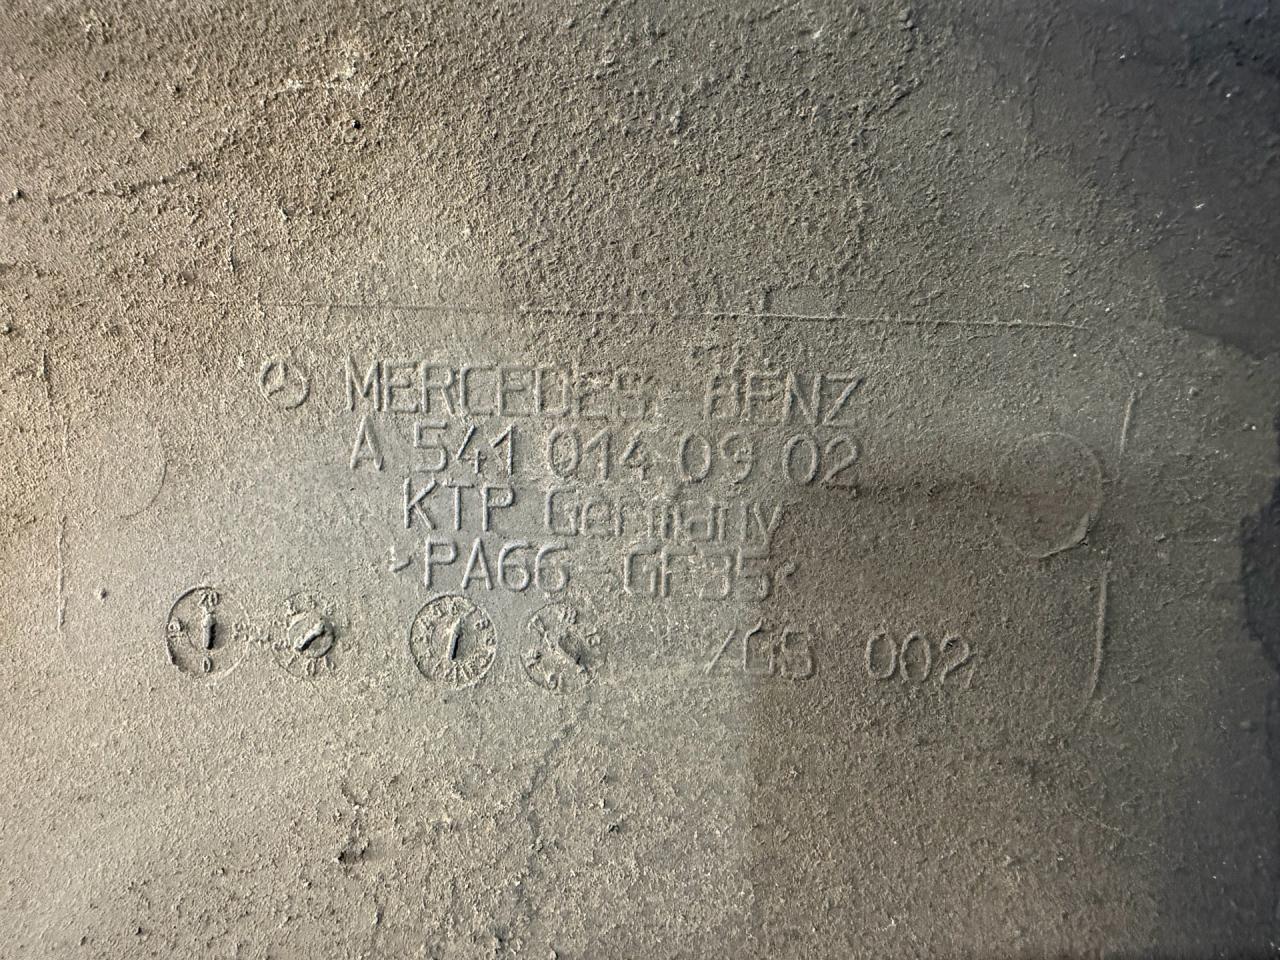 MERCEDES-BENZ
A 541 014 09 02
KTP Germany
>PA66-GF35<
ZGS 002